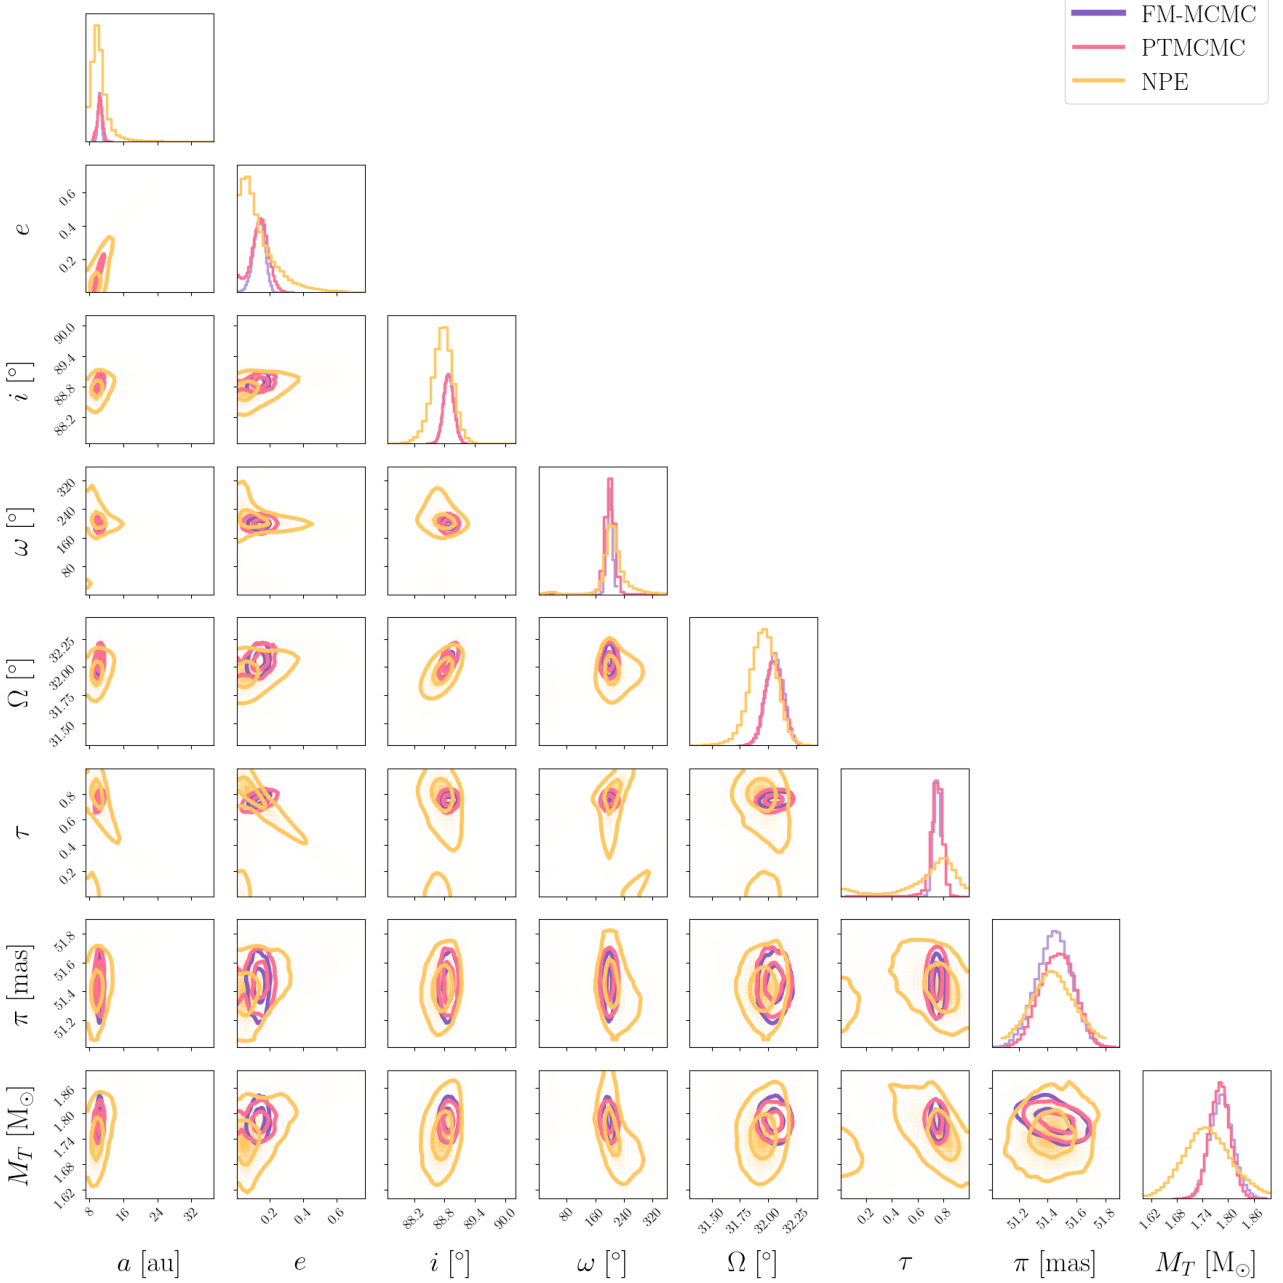 FM-MCMC
PTMCMC
NPE
0.6
0.4
0.2
e
90.0
89.4
88.8
88.2
i [°]
320
240
160
80
ω [°]
32.25
32.00
31.75
31.50
Ω [°]
0.8
0.6
0.4
0.2
τ
51.8
51.6
51.4
51.2
π [mas]
1.86
1.80
1.74
1.68
1.62
M_T [M_⊙]
8 16 24 32
0.2 0.4 0.6
88.2 88.8 89.4 90.0
80 160 240 320
31.50 31.75 32.00 32.25
0.2 0.4 0.6 0.8
51.2 51.4 51.6 51.8
1.62 1.68 1.74 1.80 1.86
a [au] e i [°] ω [°] Ω [°] τ π [mas] M_T [M_⊙]